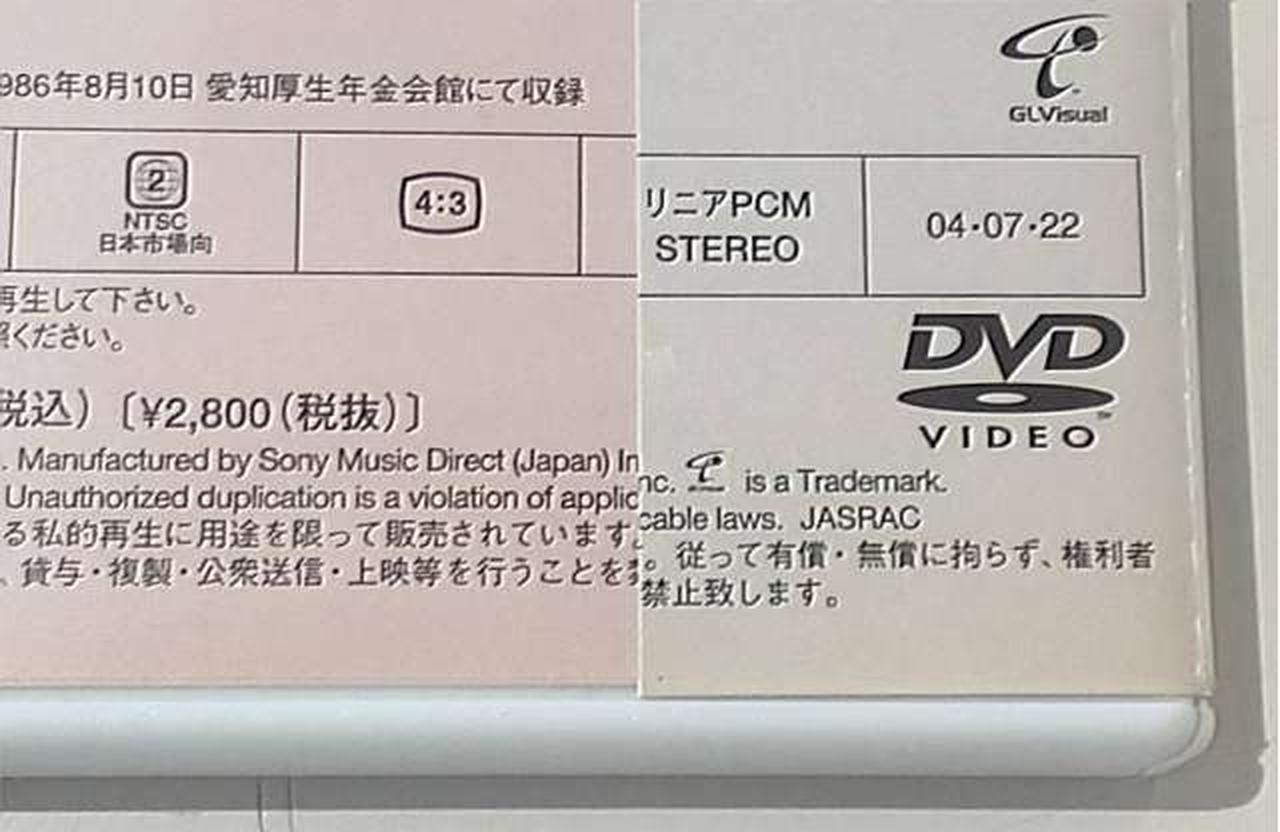 986年8月10日 愛知厚生年金会館にて収録
2
NTSC
日本市場向
4:3
再生して下さい。
ください。
税込）〔¥2,800（税抜）〕
. Manufactured by Sony Music Direct (Japan) In
Unauthorized duplication is a violation of applic
る私的再生に用途を限って販売されています。
、貸与・複製・公衆送信・上映等を行うことを
GLVisual
リニアPCM
STEREO
04・07・22
DVD
VIDEO
nc. is a Trademark.
cable laws. JASRAC
。従って有償・無償に拘らず、権利者
禁止致します。